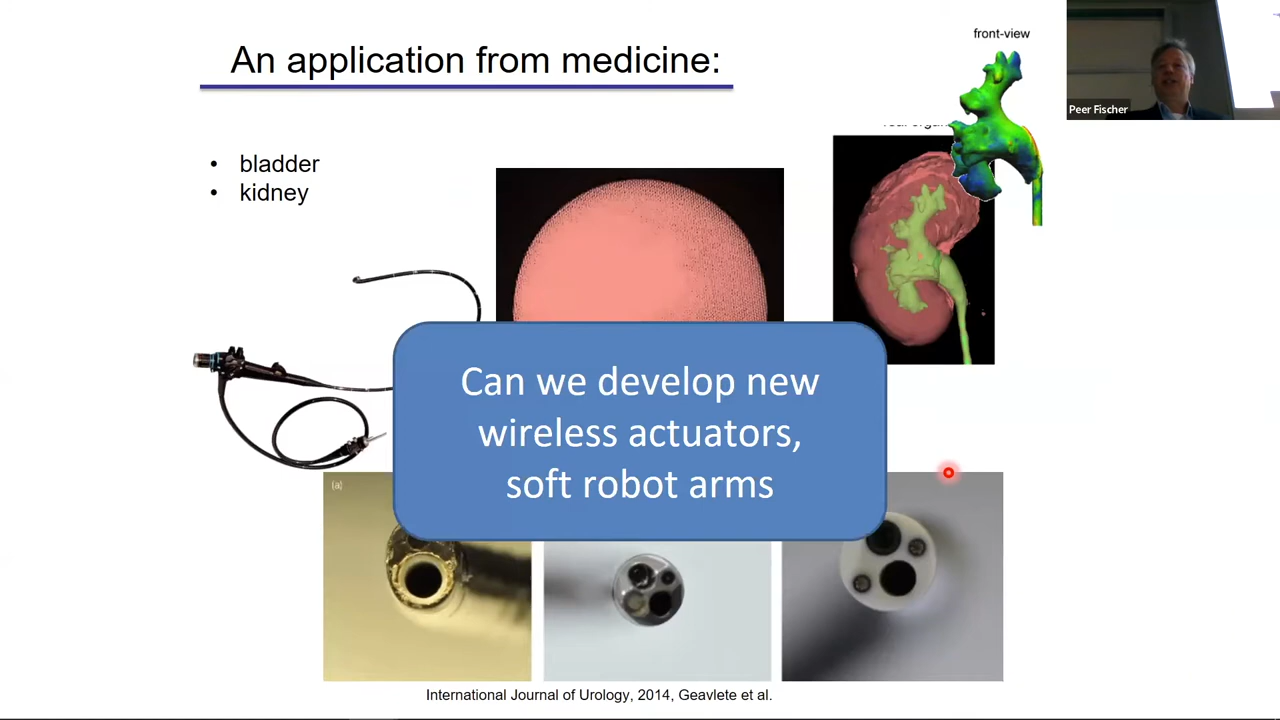 An application from medicine:
front-view
Peer Fischer
• bladder
• kidney
Can we develop new
wireless actuators,
soft robot arms
(a)
International Journal of Urology, 2014, Geavlete et al.